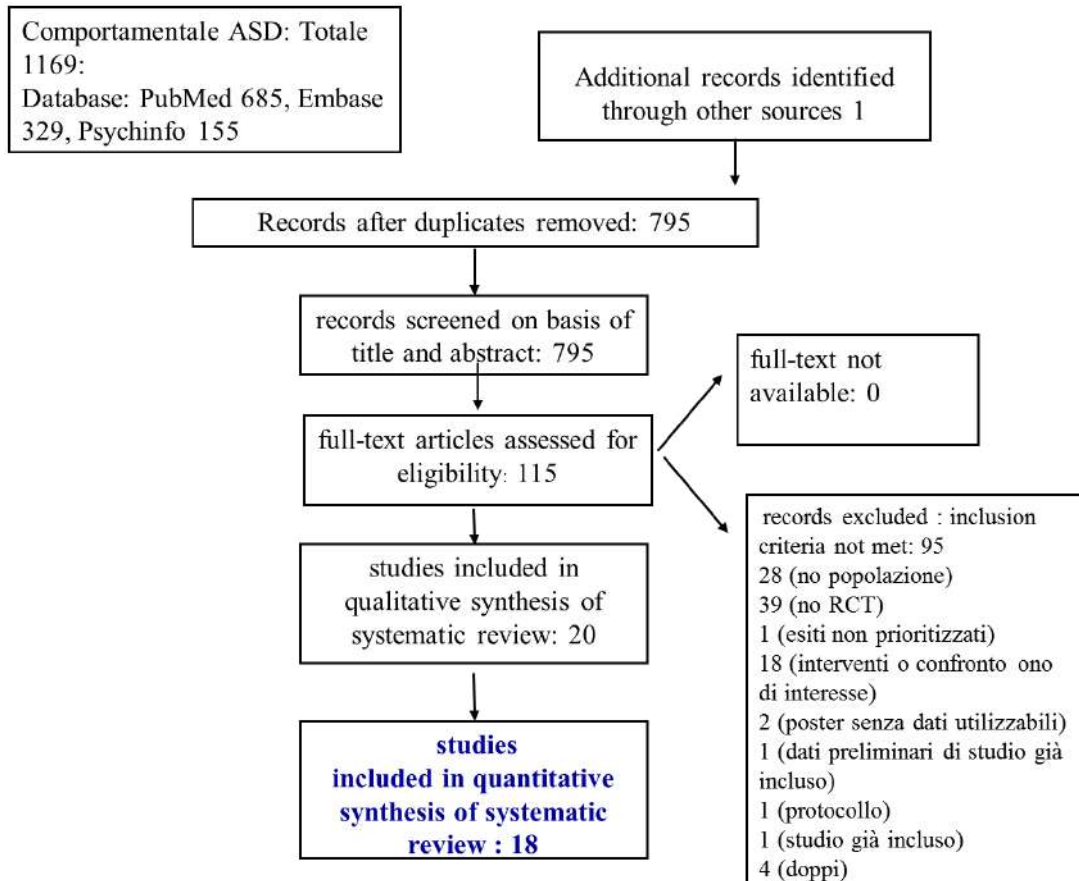 Comportamentale ASD: Totale
1169:
Database: PubMed 685, Embase
329, Psychinfo 155
Additional records identified
through other sources 1
Records after duplicates removed: 795
records screened on basis of
title and abstract: 795
full-text not
available: 0
full-text articles assessed for
eligibility: 115
records excluded : inclusion
criteria not met: 95
28 (no popolazione)
39 (no RCT)
1 (esiti non prioritizzati)
18 (interventi o confronto ono
di interesse)
2 (poster senza dati utilizzabili)
1 (dati preliminari di studio già
incluso)
1 (protocollo)
1 (studio già incluso)
4 (doppi)
studies included in
qualitative synthesis of
systematic review: 20
studies
included in quantitative
synthesis of systematic
review : 18